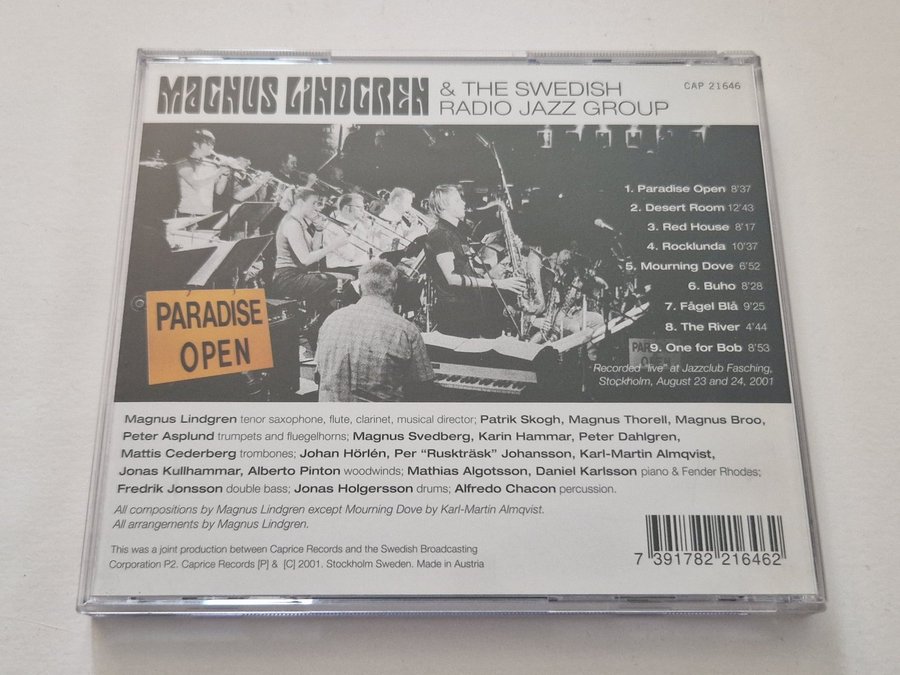 MAGNUS LINDGREN & THE SWEDISH
RADIO JAZZ GROUP
CAP 21646
1. Paradise Open 8'37
2. Desert Room 12'43
3. Red House 8'17
4. Rocklunda 10'37
5. Mourning Dove 6'52
6. Buho 8'28
7. Fågel Blå 9'25
8. The River 4'44
9. One for Bob 8'53
Recorded "live" at Jazzclub Fasching,
Stockholm, August 23 and 24, 2001
PARADISE
OPEN
Magnus Lindgren tenor saxophone, flute, clarinet, musical director; Patrik Skogh, Magnus Thorell, Magnus Broo,
Peter Asplund trumpets and fluegelhorns; Magnus Svedberg, Karin Hammar, Peter Dahlgren,
Mattis Cederberg trombones; Johan Hörlén, Per "Ruskträsk" Johansson, Karl-Martin Almqvist,
Jonas Kullhammar, Alberto Pinton woodwinds; Mathias Algotsson, Daniel Karlsson piano & Fender Rhodes;
Fredrik Jonsson double bass; Jonas Holgersson drums; Alfredo Chacon percussion.
All compositions by Magnus Lindgren except Mourning Dove by Karl-Martin Almqvist.
All arrangements by Magnus Lindgren.
This was a joint production between Caprice Records and the Swedish Broadcasting
Corporation P2. Caprice Records [P] & [C] 2001. Stockholm Sweden. Made in Austria
7 391782 216462